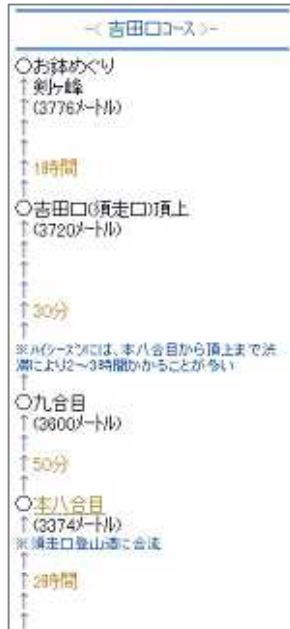 -< 吉田口コース >-
○お鉢めぐり
↑ 剣ヶ峰
↑(3776メートル)
↑
↑
↑
↑ 1時間
↑
○吉田口(須走口)頂上
↑(3720メートル)
↑
↑
↑
↑ 30分
↑
※ハイシーズンには、本八合目から頂上まで渋
滞により2～3時間かかることが多い
↑
○九合目
↑(3600メートル)
↑
↑ 50分
↑
○本八合目
↑(3374メートル)
※須走口登山道に合流
↑
↑ 2時間
↑
↑